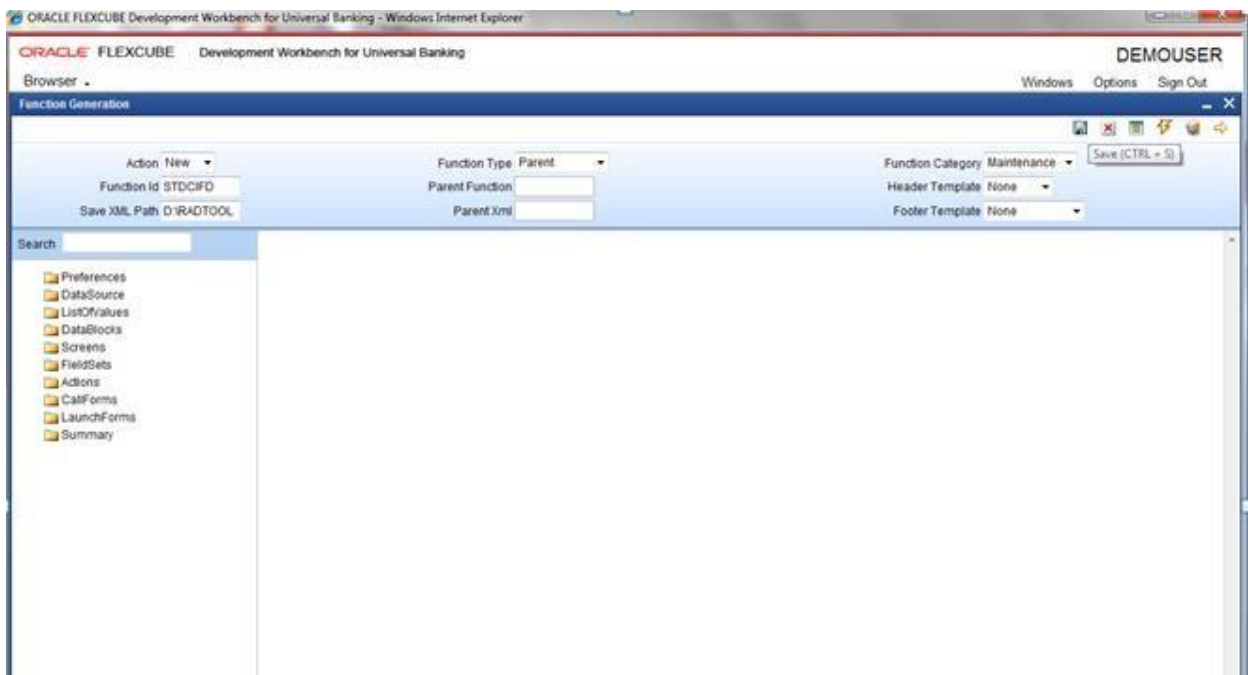 ORACLE FLEXCUBE Development Workbench for Universal Banking - Windows Internet Explorer
ORACLE FLEXCUBE Development Workbench for Universal Banking DEMOUSER
Browser Windows Options Sign Out
Function Generation
Action New Function Type Parent Function Category Maintenance Save (CTRL + S)
Function Id STDCIFD Parent Function Header Template None
Save XML Path D:\RADTOOL Parent Xml Footer Template None
Search
Preferences
DataSource
ListOfValues
DataBlocks
Screens
FieldSets
Actions
CallForms
LaunchForms
Summary